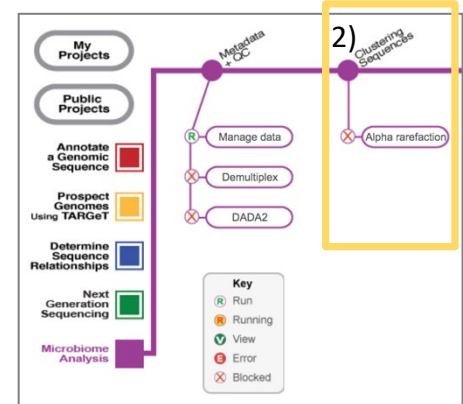 My
Projects
Public
Projects
Annotate
a Genomic
Sequence
Prospect
Genomes
Using TARGeT
Determine
Sequence
Relationships
Next
Generation
Sequencing
Microbiome
Analysis
Metadata
+ QC
R Manage data
X Demultiplex
X DADA2
2)
Clustering
Sequences
X Alpha rarefaction
Key
R Run
R Running
V View
E Error
X Blocked